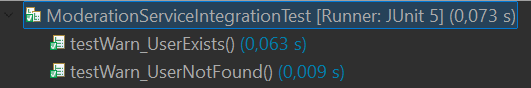 ModerationServiceIntegrationTest [Runner: JUnit 5] (0,073 s)
testWarn_UserExists() (0,063 s)
testWarn_UserNotFound() (0,009 s)